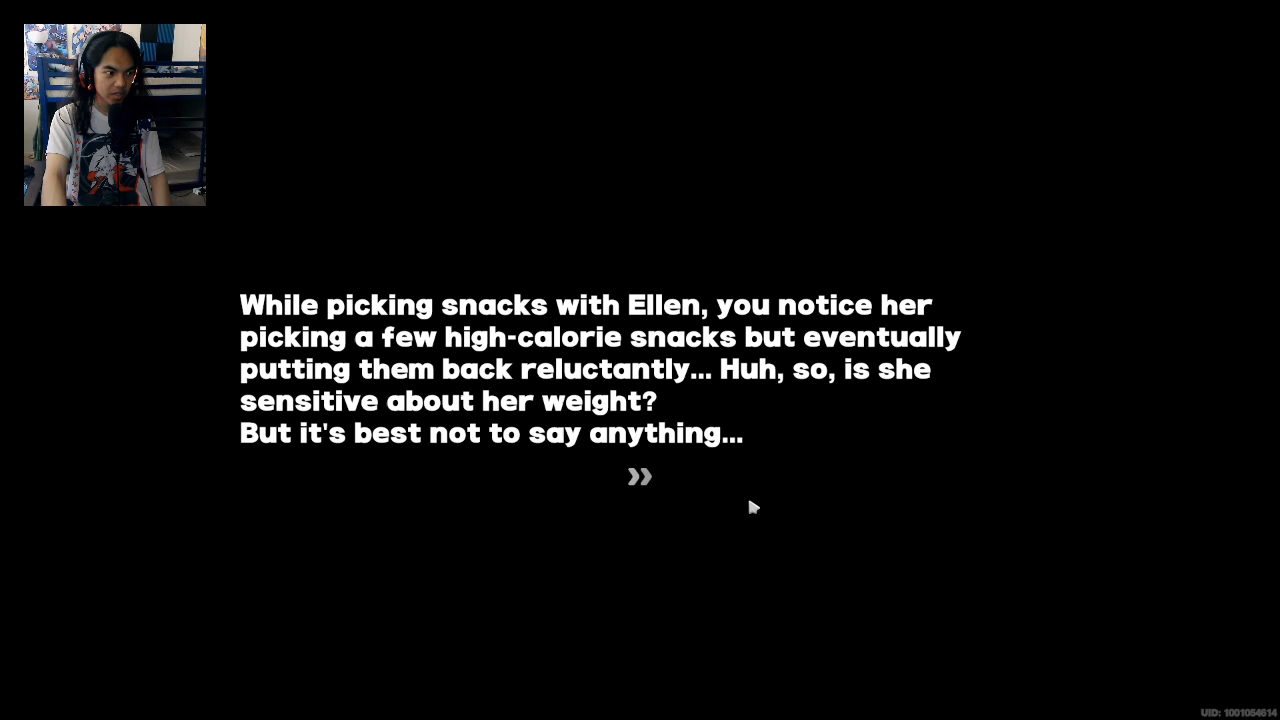 While picking snacks with Ellen, you notice her
picking a few high-calorie snacks but eventually
putting them back reluctantly... Huh, so, is she
sensitive about her weight?
But it's best not to say anything...
UID: 1001054614